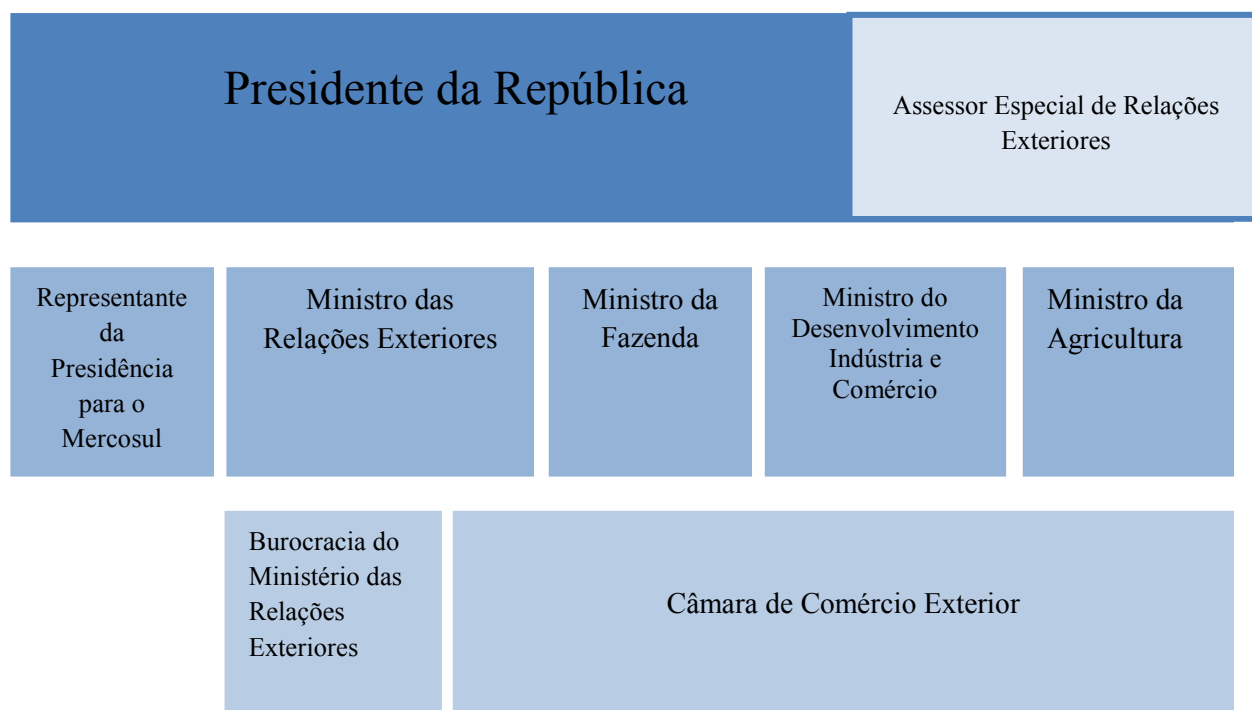 Presidente da República
Assessor Especial de Relações
Exteriores
Representante
da
Presidência
para o
Mercosul
Ministro das
Relações Exteriores
Ministro da
Fazenda
Ministro do
Desenvolvimento
Indústria e
Comércio
Ministro da
Agricultura
Burocracia do
Ministério das
Relações
Exteriores
Câmara de Comércio Exterior